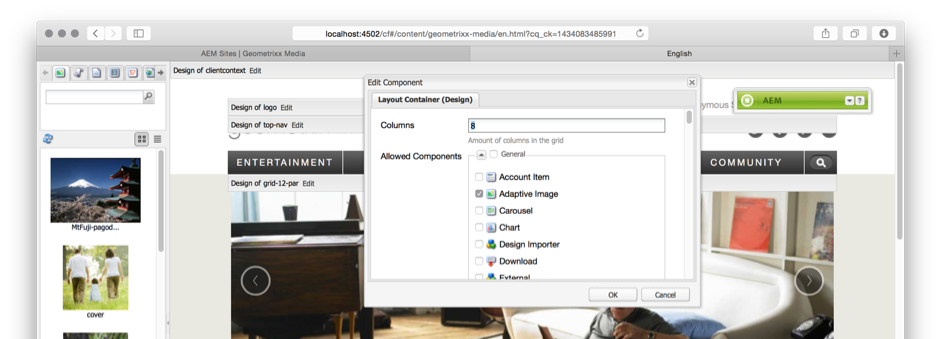 localhost:4502/cf#/content/geometrixx-media/en.html?cq_ck=1434083485991
AEM Sites | Geometrixx Media
English
Design of clientcontext Edit
Edit Component
Layout Container (Design)
Design of logo Edit
Design of top-nav Edit
AEM
?
Columns
8
Amount of columns in the grid
Allowed Components
General
ENTERTAINMENT
COMMUNITY
Design of grid-12-par Edit
Account Item
Adaptive Image
Carousel
Chart
Design Importer
Download
External
OK
Cancel
MtFuji-pagod...
cover